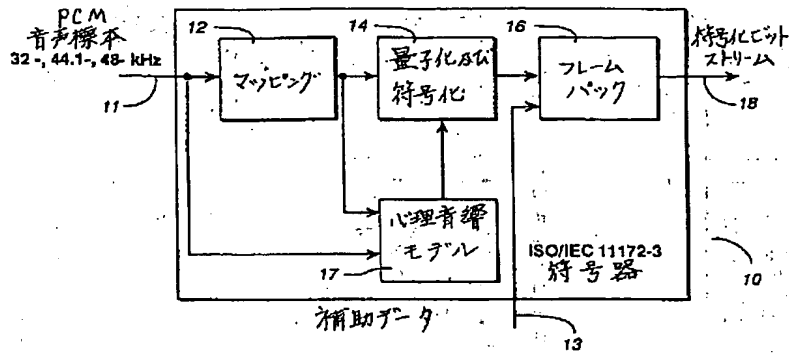 PCM
音声標本
32-, 44.1-, 48- kHz
11
12
マッピング
14
量子化及び
符号化
16
フレーム
パック
符号化ビット
ストリーム
18
心理音響
モデル
17
ISO/IEC 11172-3
符号器
10
補助データ
13